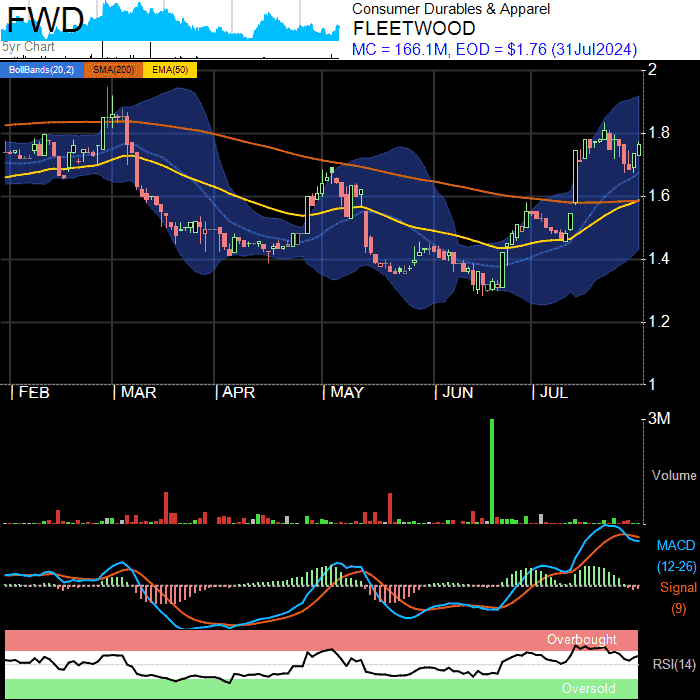 FWD
5yr Chart
Consumer Durables & Apparel
FLEETWOOD
MC = 166.1M, EOD = $1.76 (31Jul2024)
BollBands(20,2) SMA(200) EMA(50)
2
1.8
1.6
1.4
1.2
1
FEB MAR APR MAY JUN JUL
3M
Volume
MACD
(12-26)
Signal
(9)
Overbought
RSI(14)
Oversold